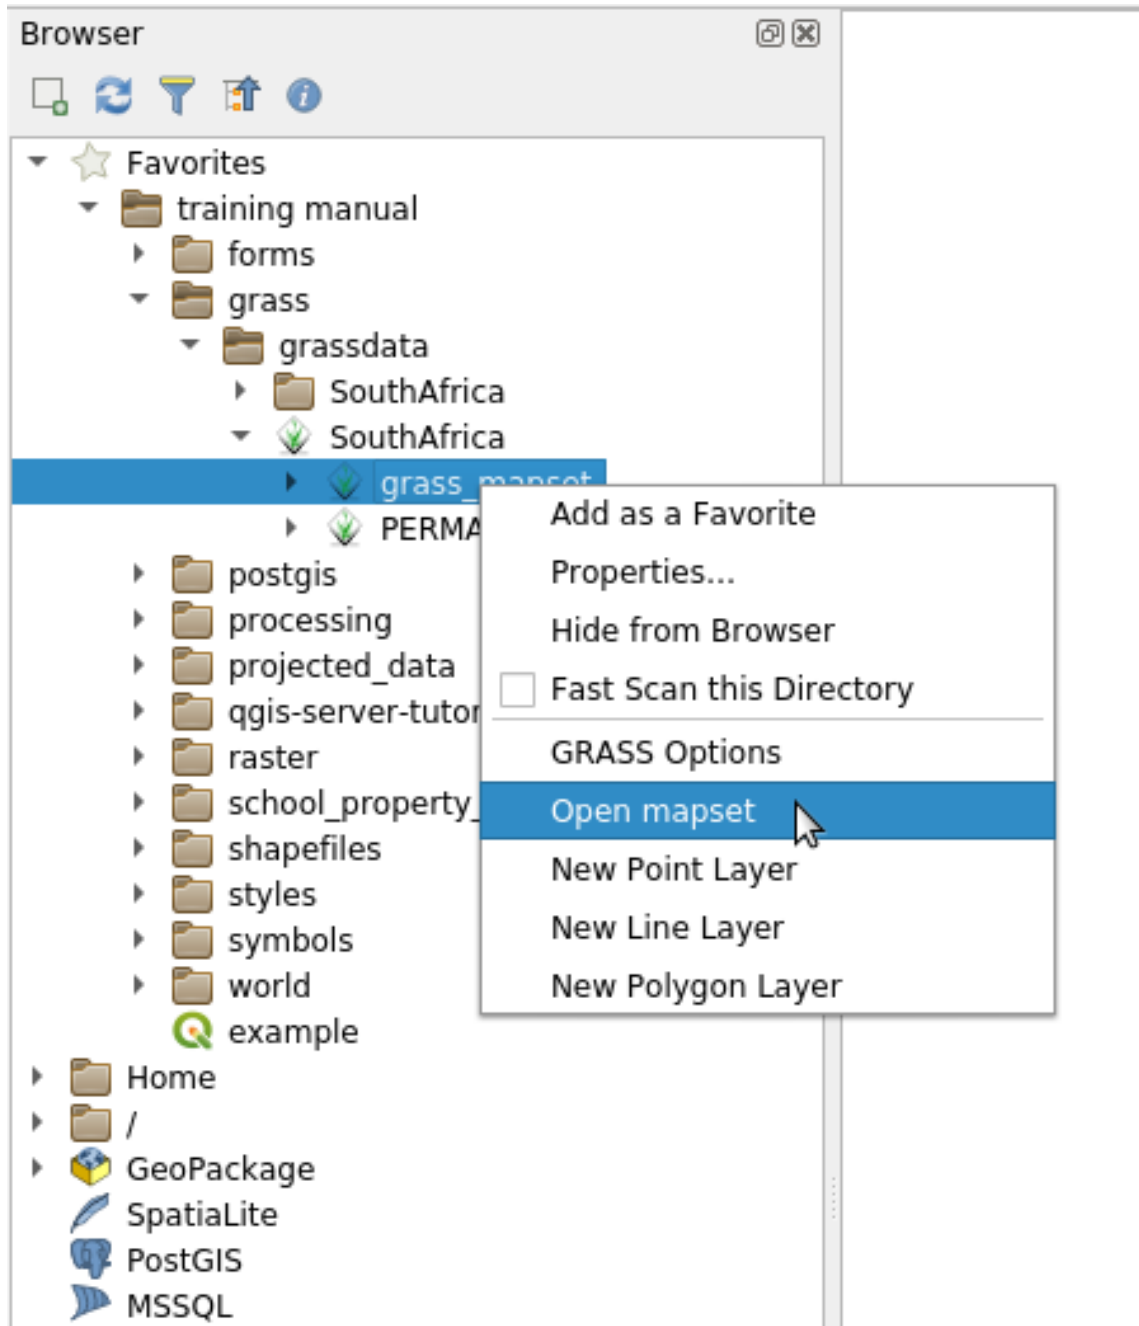 Browser
Favorites
training manual
forms
grass
grassdata
SouthAfrica
SouthAfrica
grass_mapset
PERMA
postgis
processing
projected_data
qgis-server-tutor
raster
school_property_
shapefiles
styles
symbols
world
example
Home
/
GeoPackage
SpatiaLite
PostGIS
MSSQL
Add as a Favorite
Properties...
Hide from Browser
Fast Scan this Directory
GRASS Options
Open mapset
New Point Layer
New Line Layer
New Polygon Layer